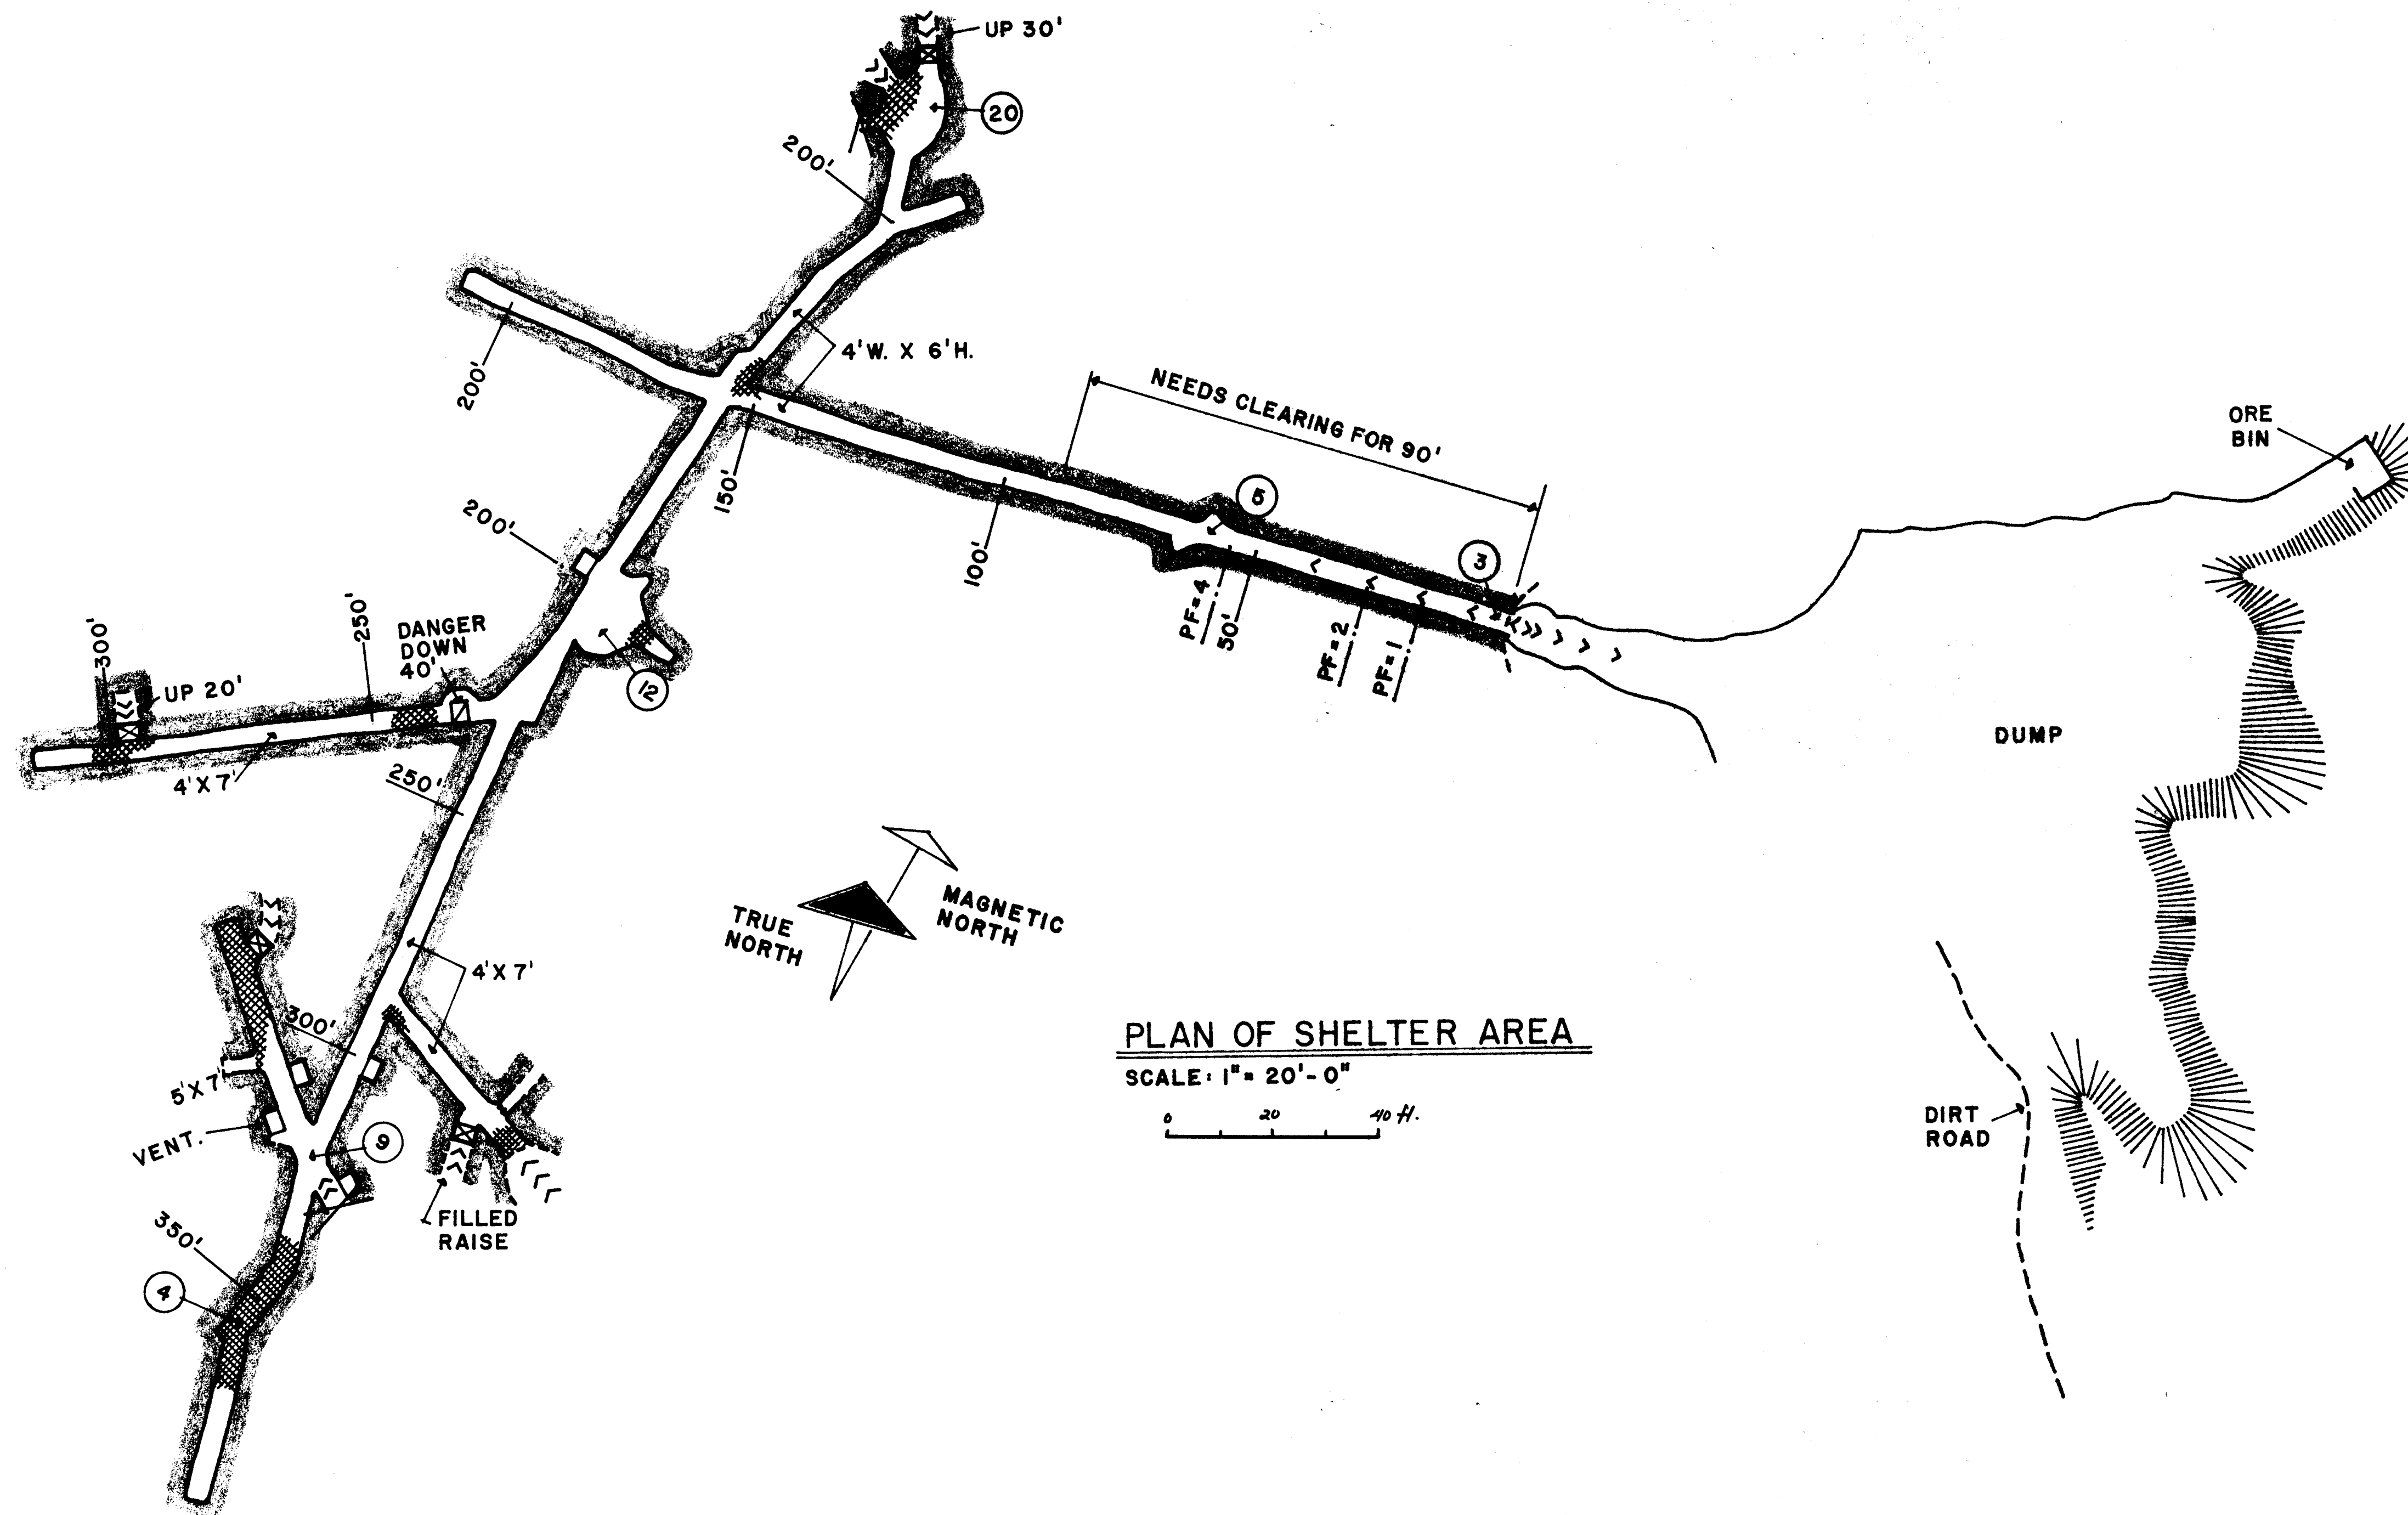 UP 30'
20
200'
4'W. X 6'H.
200'
NEEDS CLEARING FOR 90'
ORE
BIN
5
150'
200'
3
100'
PF=4
50'
PF=2
PF=1
300'
250'
DANGER
DOWN
40'
UP 20'
12
DUMP
4'X 7'
250'
MAGNETIC
NORTH
TRUE
NORTH
4'X 7'
300'
PLAN OF SHELTER AREA
SCALE: 1"= 20'-0"
0 20 40 ft.
5'X 7'
VENT.
9
DIRT
ROAD
FILLED
RAISE
350'
4